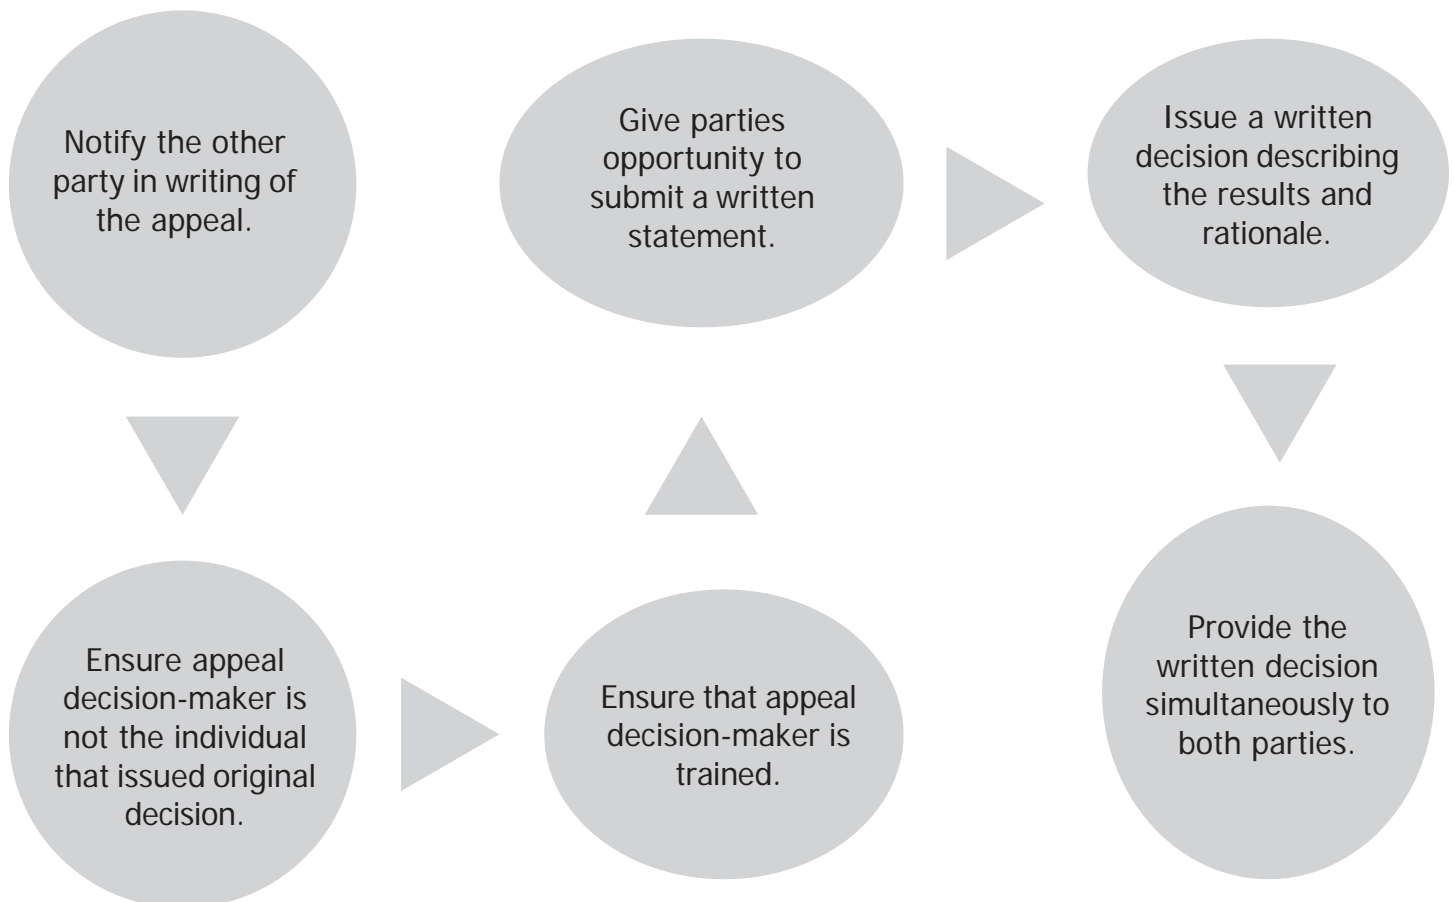 Notify the other
party in writing of
the appeal.
Ensure appeal
decision-maker is
not the individual
that issued original
decision.
Ensure that appeal
decision-maker is
trained.
Give parties
opportunity to
submit a written
statement.
Issue a written
decision describing
the results and
rationale.
Provide the
written decision
simultaneously to
both parties.